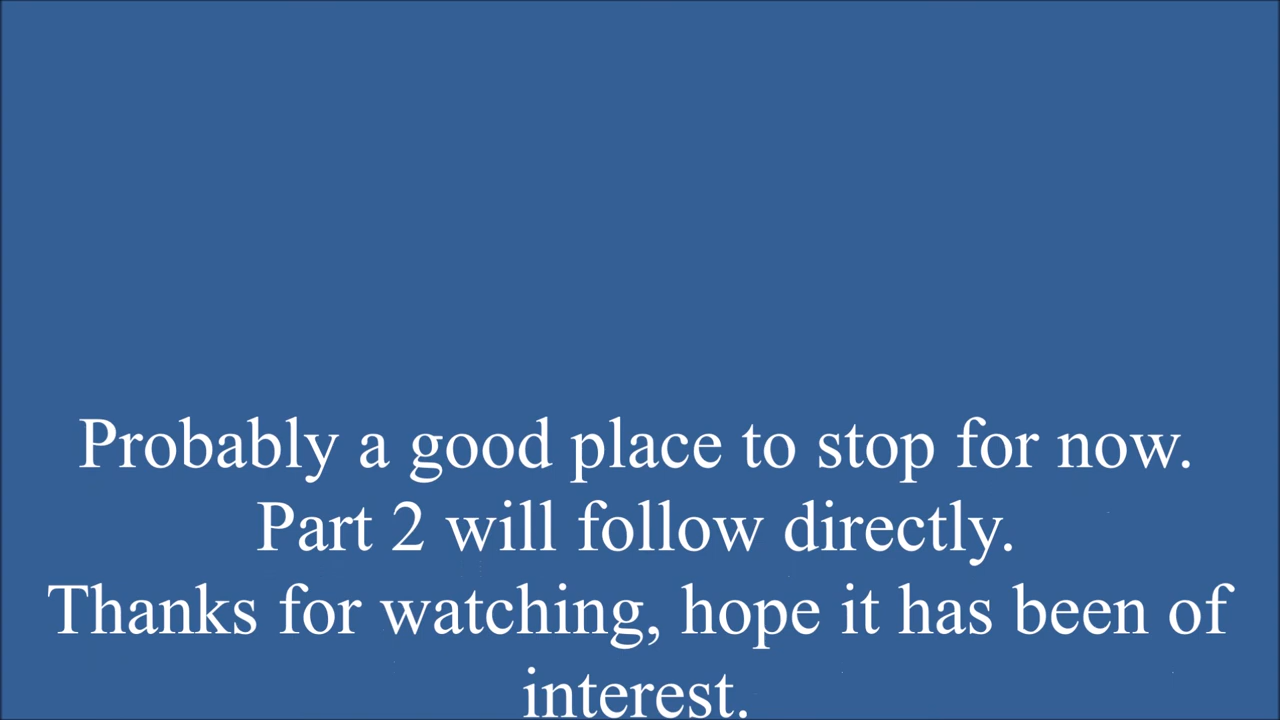 Probably a good place to stop for now.
Part 2 will follow directly.
Thanks for watching, hope it has been of
interest.